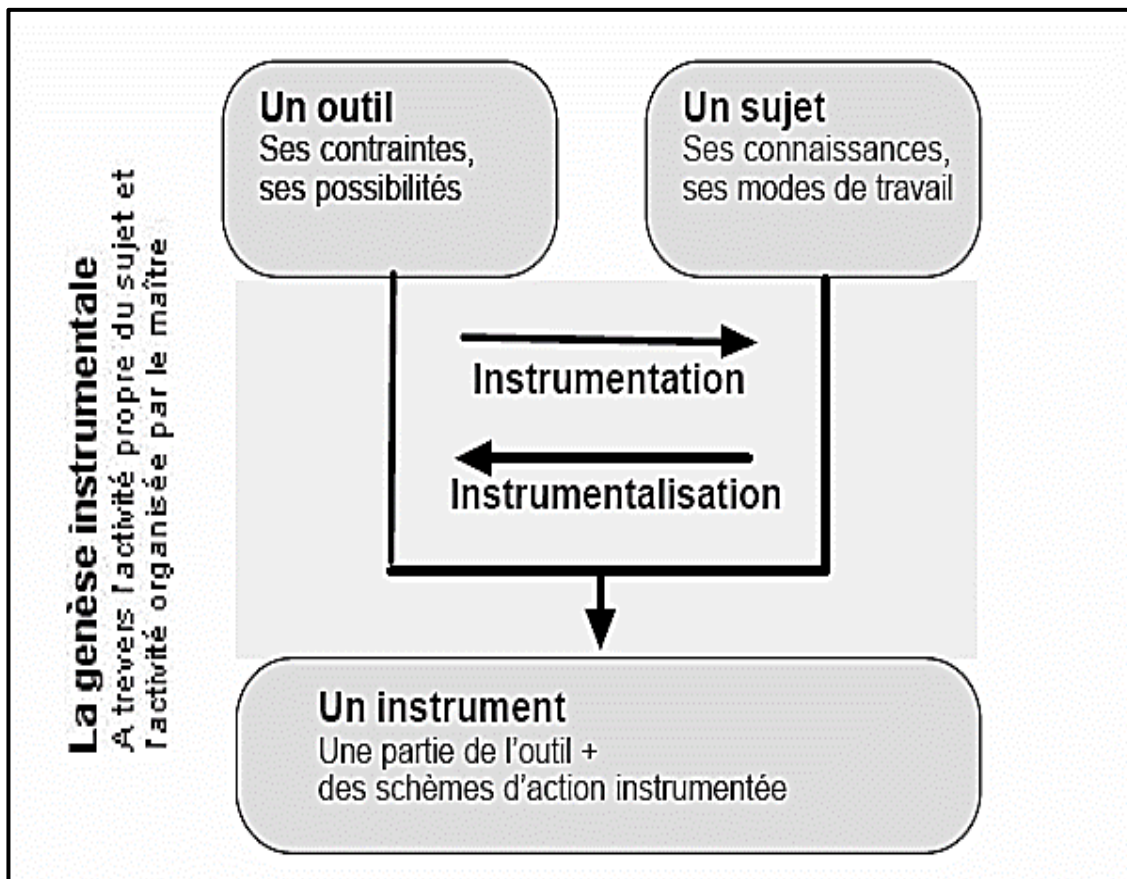 La genèse instrumentale
A trevers l'activité propre du sujet et
l'activité organisée par le maître
Un outil
Ses contraintes,
ses possibilités
Un sujet
Ses connaissances,
ses modes de travail
Instrumentation
Instrumentalisation
Un instrument
Une partie de l'outil +
des schèmes d'action instrumentée